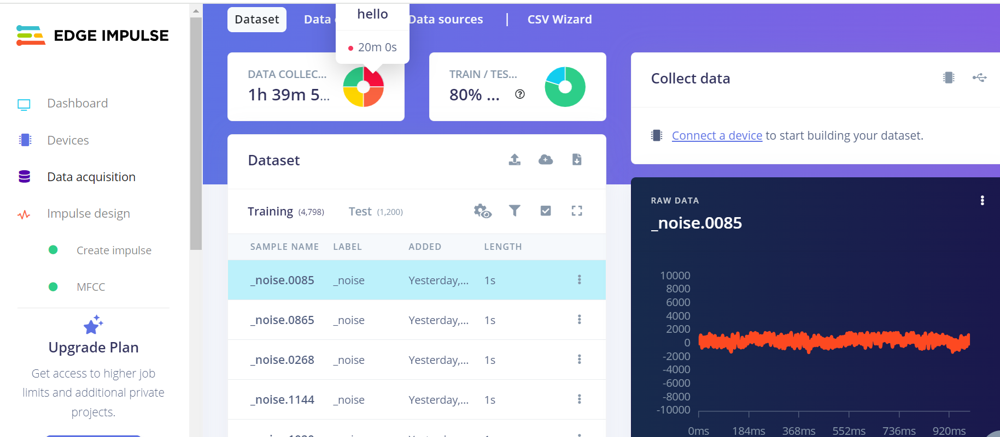 EDGE IMPULSE
Dashboard
Devices
Data acquisition
Impulse design
Create impulse
MFCC
Upgrade Plan
Get access to higher job
limits and additional private
projects.
Dataset
Data
Data sources
|
CSV Wizard
hello
20m 0s
DATA COLLEC...
1h 39m 5...
TRAIN / TES...
80% ...
?
Collect data
Connect a device to start building your dataset.
Dataset
Training (4,798)
Test (1,200)
SAMPLE NAME LABEL ADDED LENGTH
_noise.0085 _noise Yesterday,... 1s
_noise.0865 _noise Yesterday,... 1s
_noise.0268 _noise Yesterday,... 1s
_noise.1144 _noise Yesterday,... 1s
RAW DATA
_noise.0085
10000
8000
6000
4000
2000
0
-2000
-4000
-6000
-8000
-10000
0ms 184ms 368ms 552ms 736ms 920ms